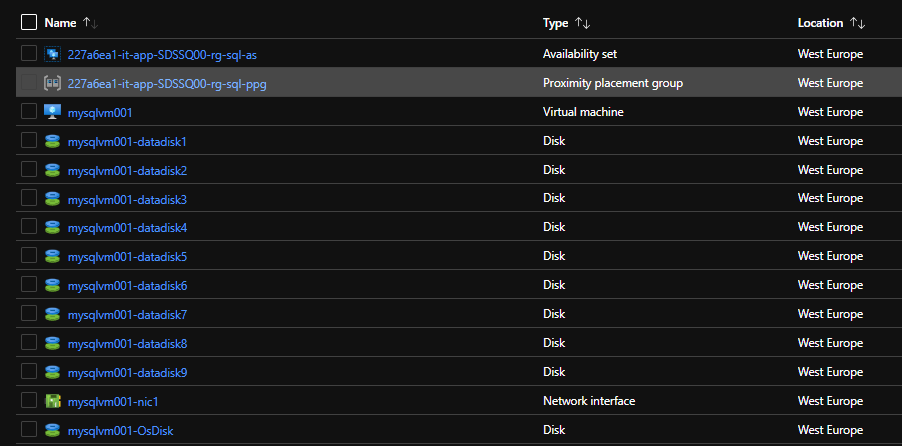 Name Type Location
227a6ea1-it-app-SDSSQ00-rg-sql-as Availability set West Europe
227a6ea1-it-app-SDSSQ00-rg-sql-ppg Proximity placement group West Europe
mysqlvm001 Virtual machine West Europe
mysqlvm001-datadisk1 Disk West Europe
mysqlvm001-datadisk2 Disk West Europe
mysqlvm001-datadisk3 Disk West Europe
mysqlvm001-datadisk4 Disk West Europe
mysqlvm001-datadisk5 Disk West Europe
mysqlvm001-datadisk6 Disk West Europe
mysqlvm001-datadisk7 Disk West Europe
mysqlvm001-datadisk8 Disk West Europe
mysqlvm001-datadisk9 Disk West Europe
mysqlvm001-nic1 Network interface West Europe
mysqlvm001-OsDisk Disk West Europe